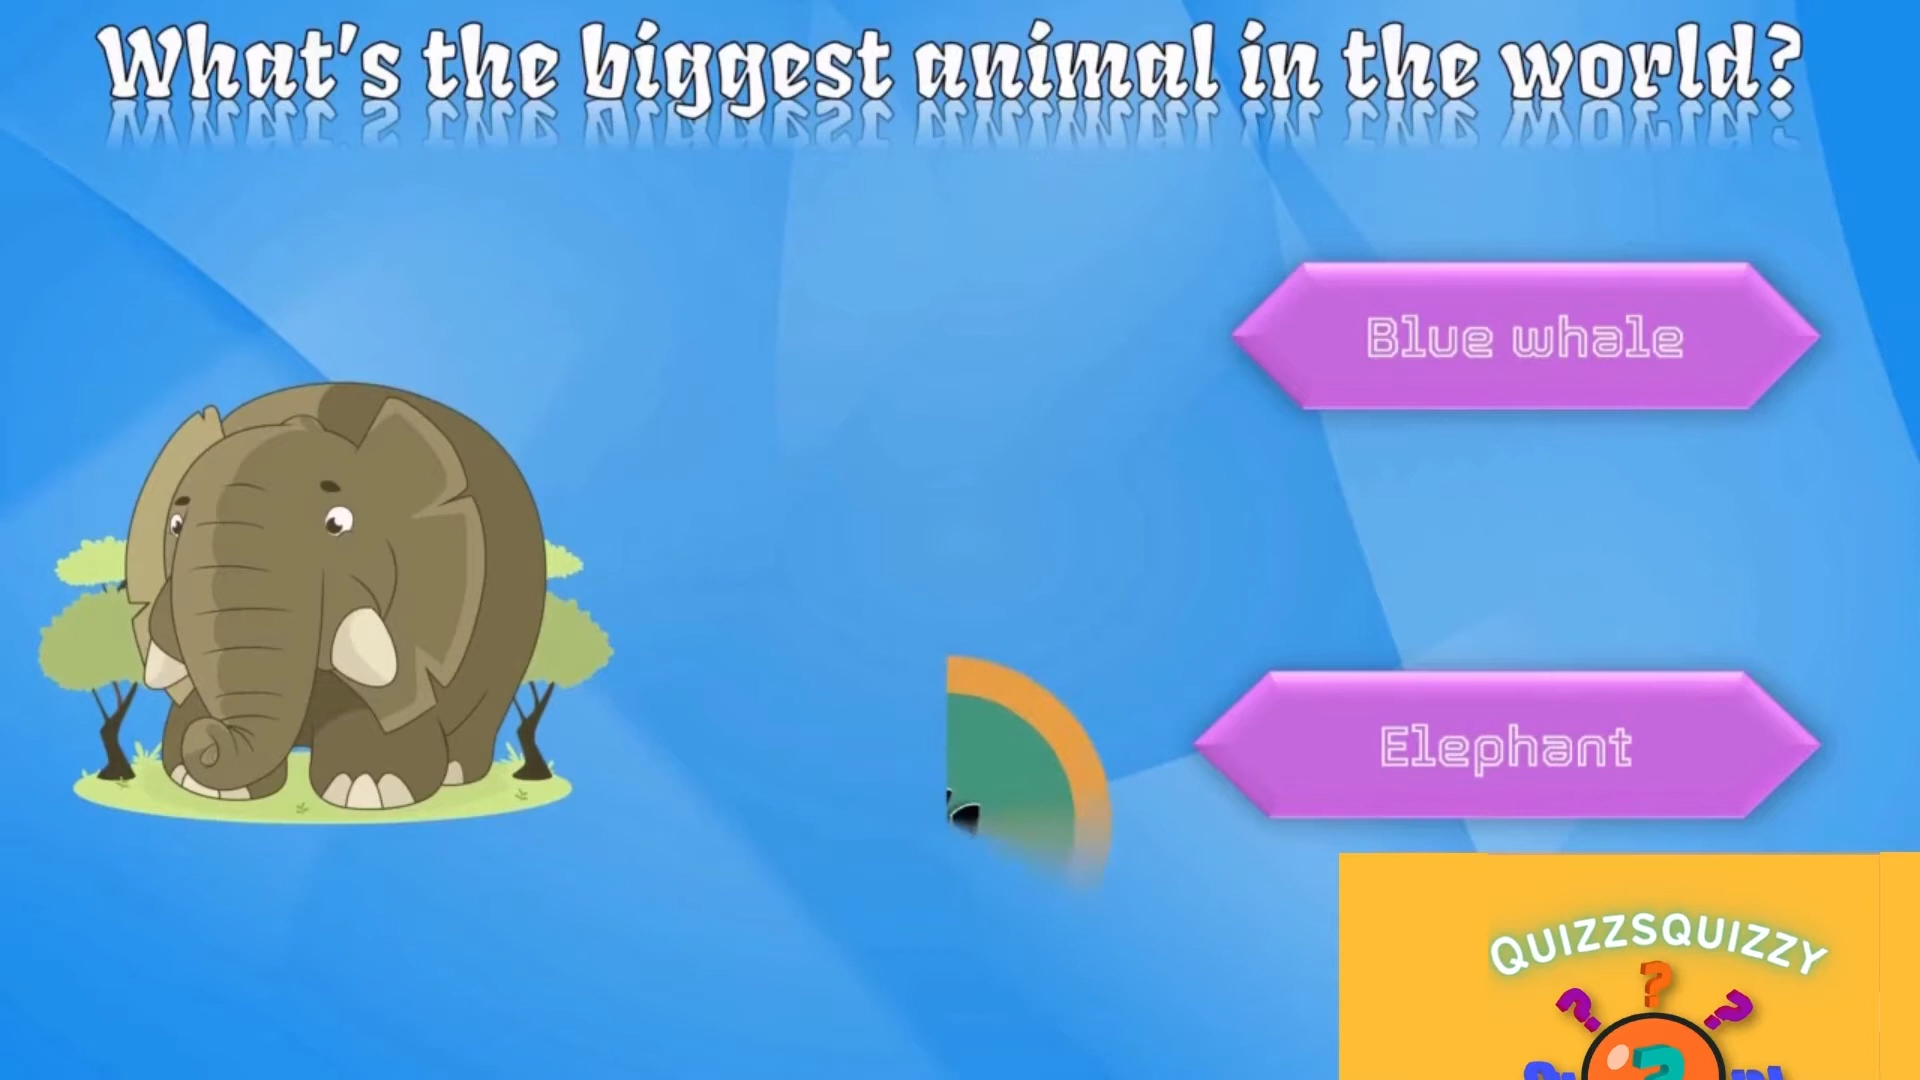 What's the biggest animal in the world?
Blue whale
Elephant
QUIZZSQUIZZY